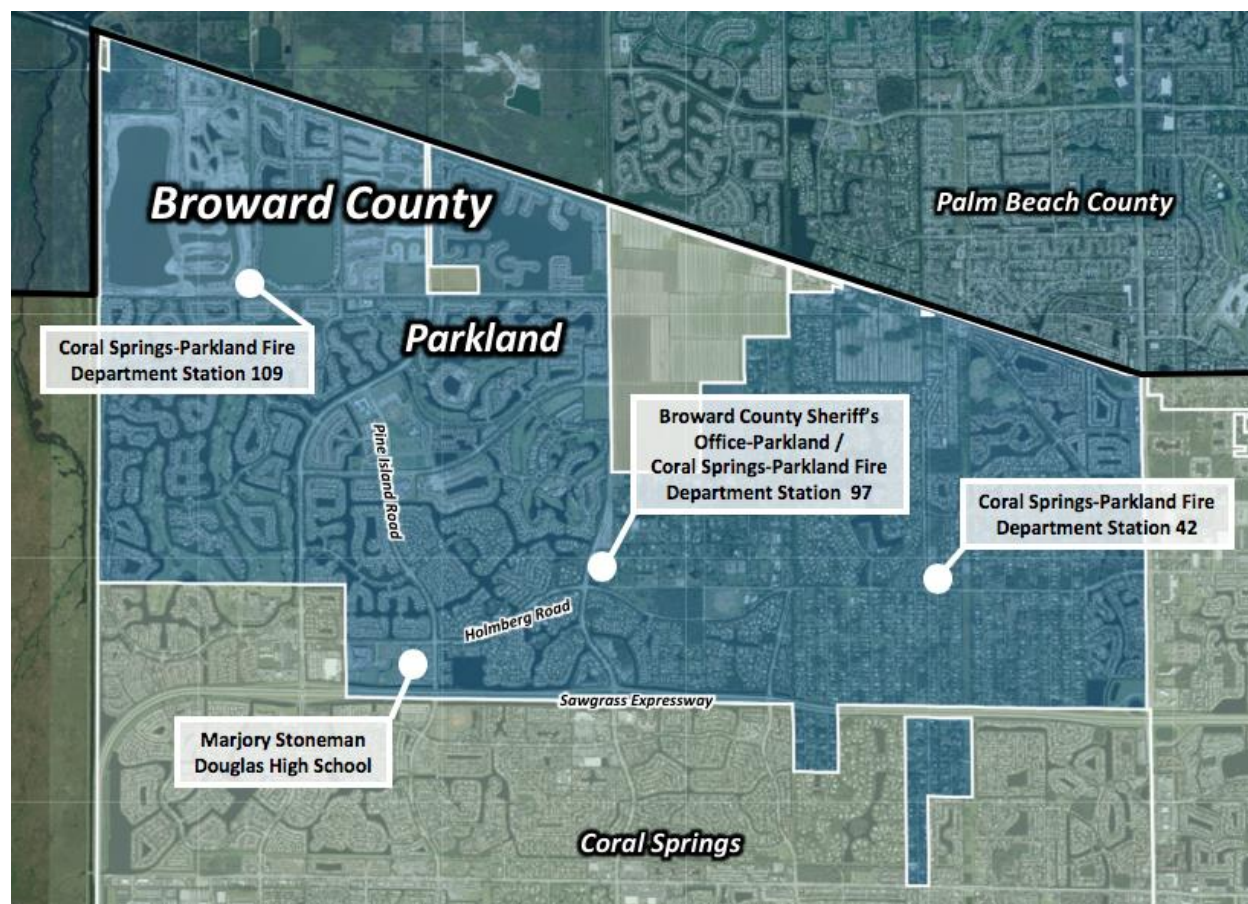 Broward County
Palm Beach County
Coral Springs-Parkland Fire
Department Station 109
Parkland
Broward County Sheriff's
Office-Parkland /
Coral Springs-Parkland Fire
Department Station 97
Pine Island Road
Coral Springs-Parkland Fire
Department Station 42
Holmberg Road
Sawgrass Expressway
Marjory Stoneman
Douglas High School
Coral Springs